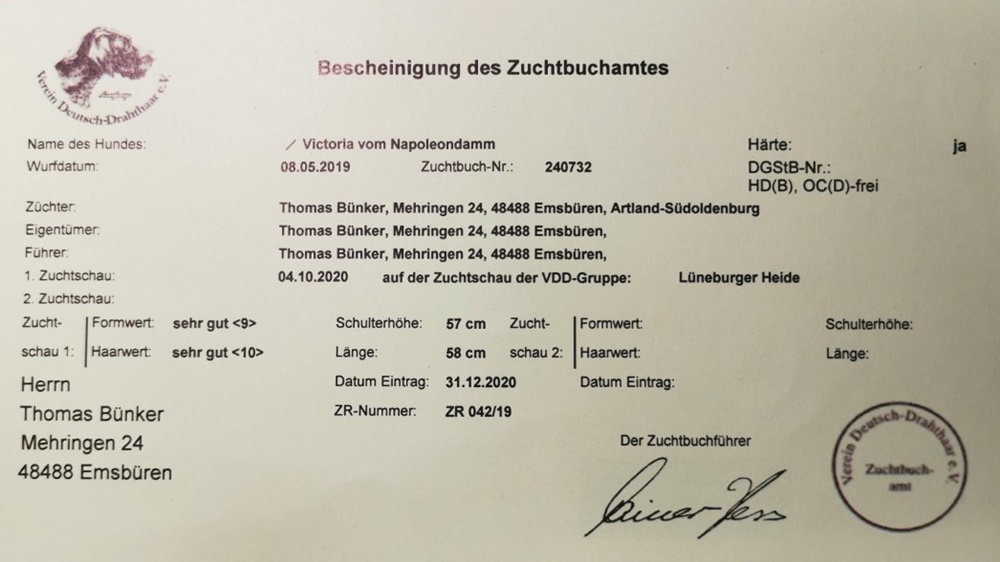 Verein Deutsch-Drahthaar e.V.
Bescheinigung des Zuchtbuchamtes
Name des Hundes: / Victoria vom Napoleondamm Härte: ja
Wurfdatum: 08.05.2019 Zuchtbuch-Nr.: 240732 DGStB-Nr.:
HD(B), OC(D)-frei
Züchter: Thomas Bünker, Mehringen 24, 48488 Emsbüren, Artland-Südoldenburg
Eigentümer: Thomas Bünker, Mehringen 24, 48488 Emsbüren,
Führer: Thomas Bünker, Mehringen 24, 48488 Emsbüren,
1. Zuchtschau: 04.10.2020 auf der Zuchtschau der VDD-Gruppe: Lüneburger Heide
2. Zuchtschau:
Zucht- Formwert: sehr gut <9> Schulterhöhe: 57 cm Zucht- Formwert: Schulterhöhe:
schau 1: Haarwert: sehr gut <10> Länge: 58 cm schau 2: Haarwert: Länge:
Herrn Datum Eintrag: 31.12.2020 Datum Eintrag:
Thomas Bünker ZR-Nummer: ZR 042/19
Mehringen 24 Der Zuchtbuchführer
48488 Emsbüren
Verein Deutsch-Drahthaar e.V.
Zuchtbuch-
amt